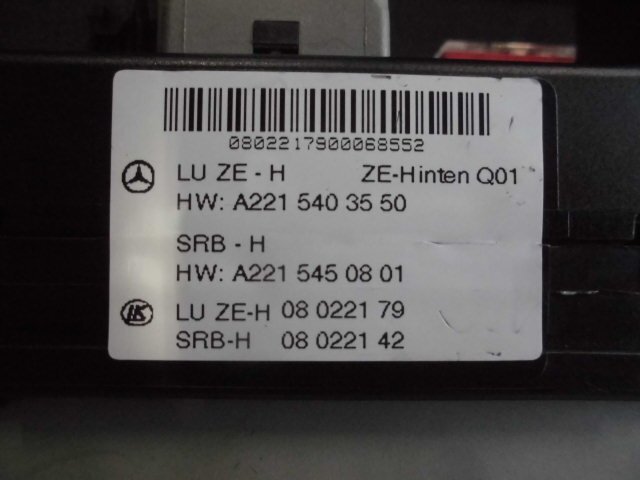 0802217900068552
LU ZE - H ZE-Hinten Q01
HW: A221 540 35 50
SRB - H
HW: A221 545 08 01
LU ZE-H 08 0221 79
SRB-H 08 0221 42